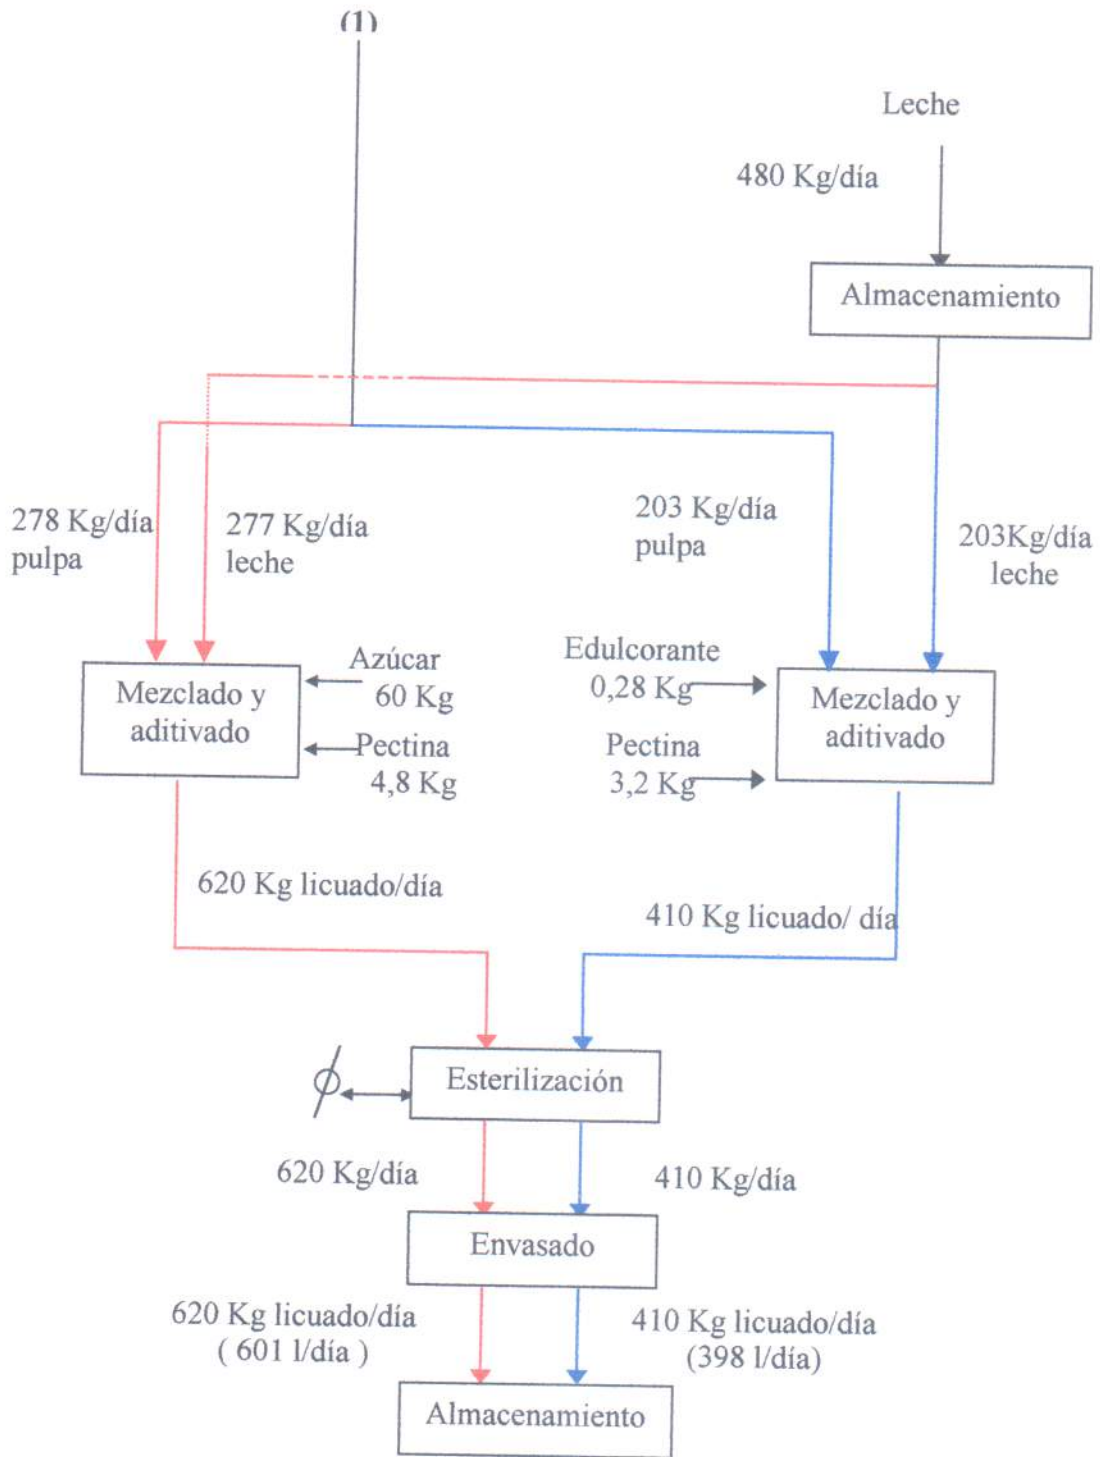 (1)
Leche
480 Kg/día
Almacenamiento
278 Kg/día
pulpa
277 Kg/día
leche
203 Kg/día
pulpa
203Kg/día
leche
Mezclado y
aditivado
Azúcar
60 Kg
Pectina
4,8 Kg
Edulcorante
0,28 Kg
Pectina
3,2 Kg
Mezclado y
aditivado
620 Kg licuado/día
410 Kg licuado/ día
Esterilización
620 Kg/día
410 Kg/día
Envasado
620 Kg licuado/día
( 601 l/día )
410 Kg licuado/día
(398 l/día)
Almacenamiento